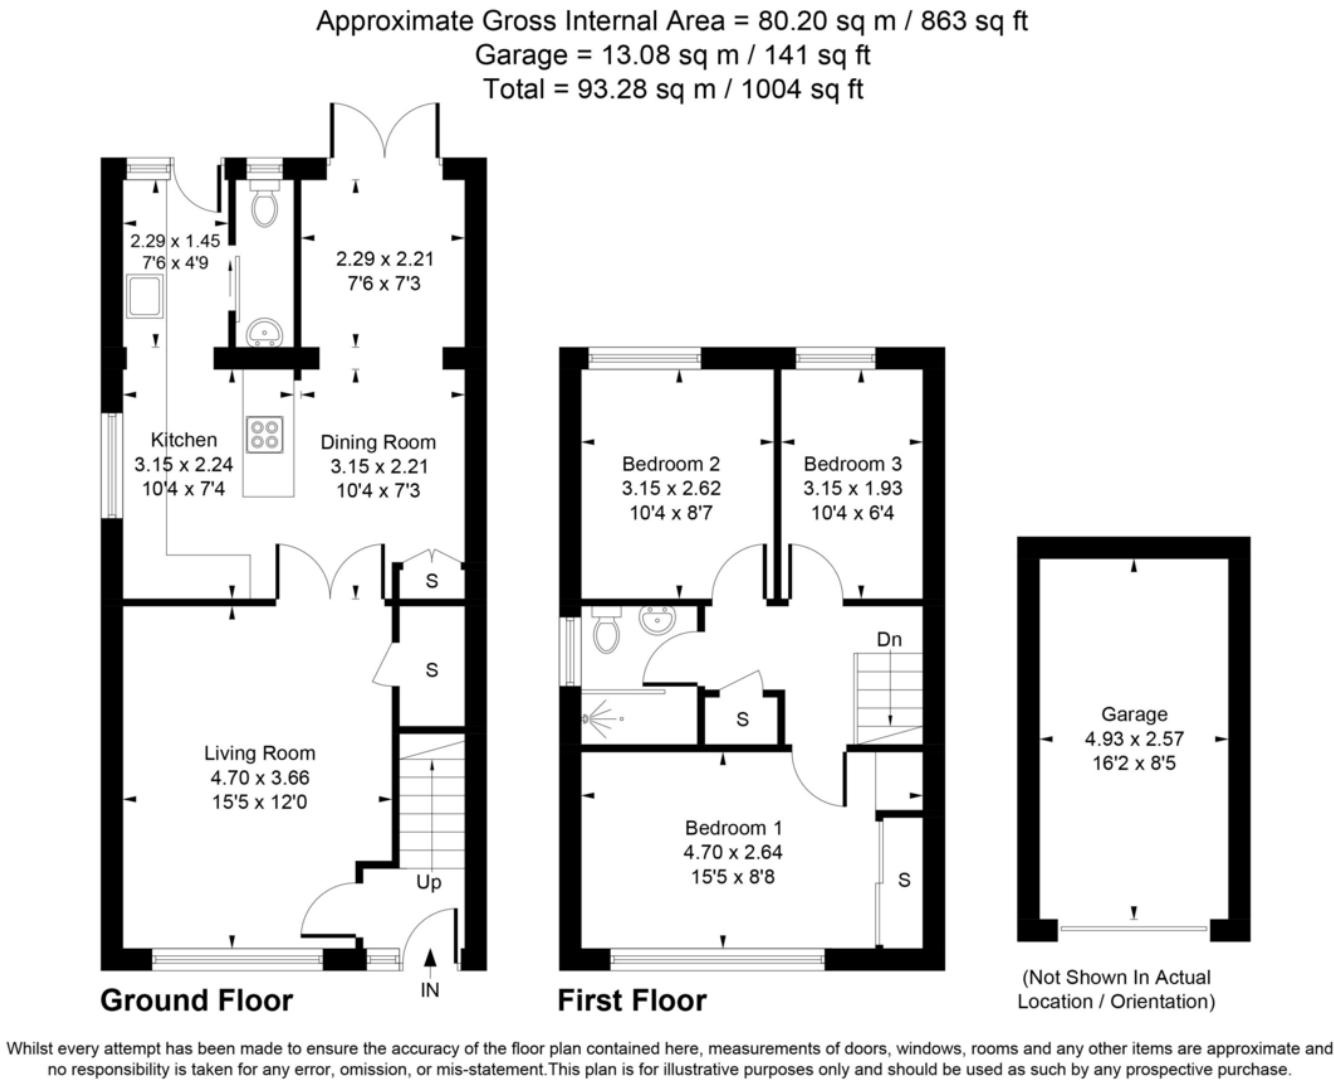 Approximate Gross Internal Area = 80.20 sq m / 863 sq ft
Garage = 13.08 sq m / 141 sq ft
Total = 93.28 sq m / 1004 sq ft
2.29 x 1.45
7'6 x 4'9
2.29 x 2.21
7'6 x 7'3
Kitchen
3.15 x 2.24
10'4 x 7'4
Dining Room
3.15 x 2.21
10'4 x 7'3
S
S
Living Room
4.70 x 3.66
15'5 x 12'0
Up
IN
Ground Floor
Bedroom 2
3.15 x 2.62
10'4 x 8'7
Bedroom 3
3.15 x 1.93
10'4 x 6'4
Dn
S
Bedroom 1
4.70 x 2.64
15'5 x 8'8
S
First Floor
Garage
4.93 x 2.57
16'2 x 8'5
(Not Shown In Actual
Location / Orientation)
Whilst every attempt has been made to ensure the accuracy of the floor plan contained here, measurements of doors, windows, rooms and any other items are approximate and
no responsibility is taken for any error, omission, or mis-statement.This plan is for illustrative purposes only and should be used as such by any prospective purchase.